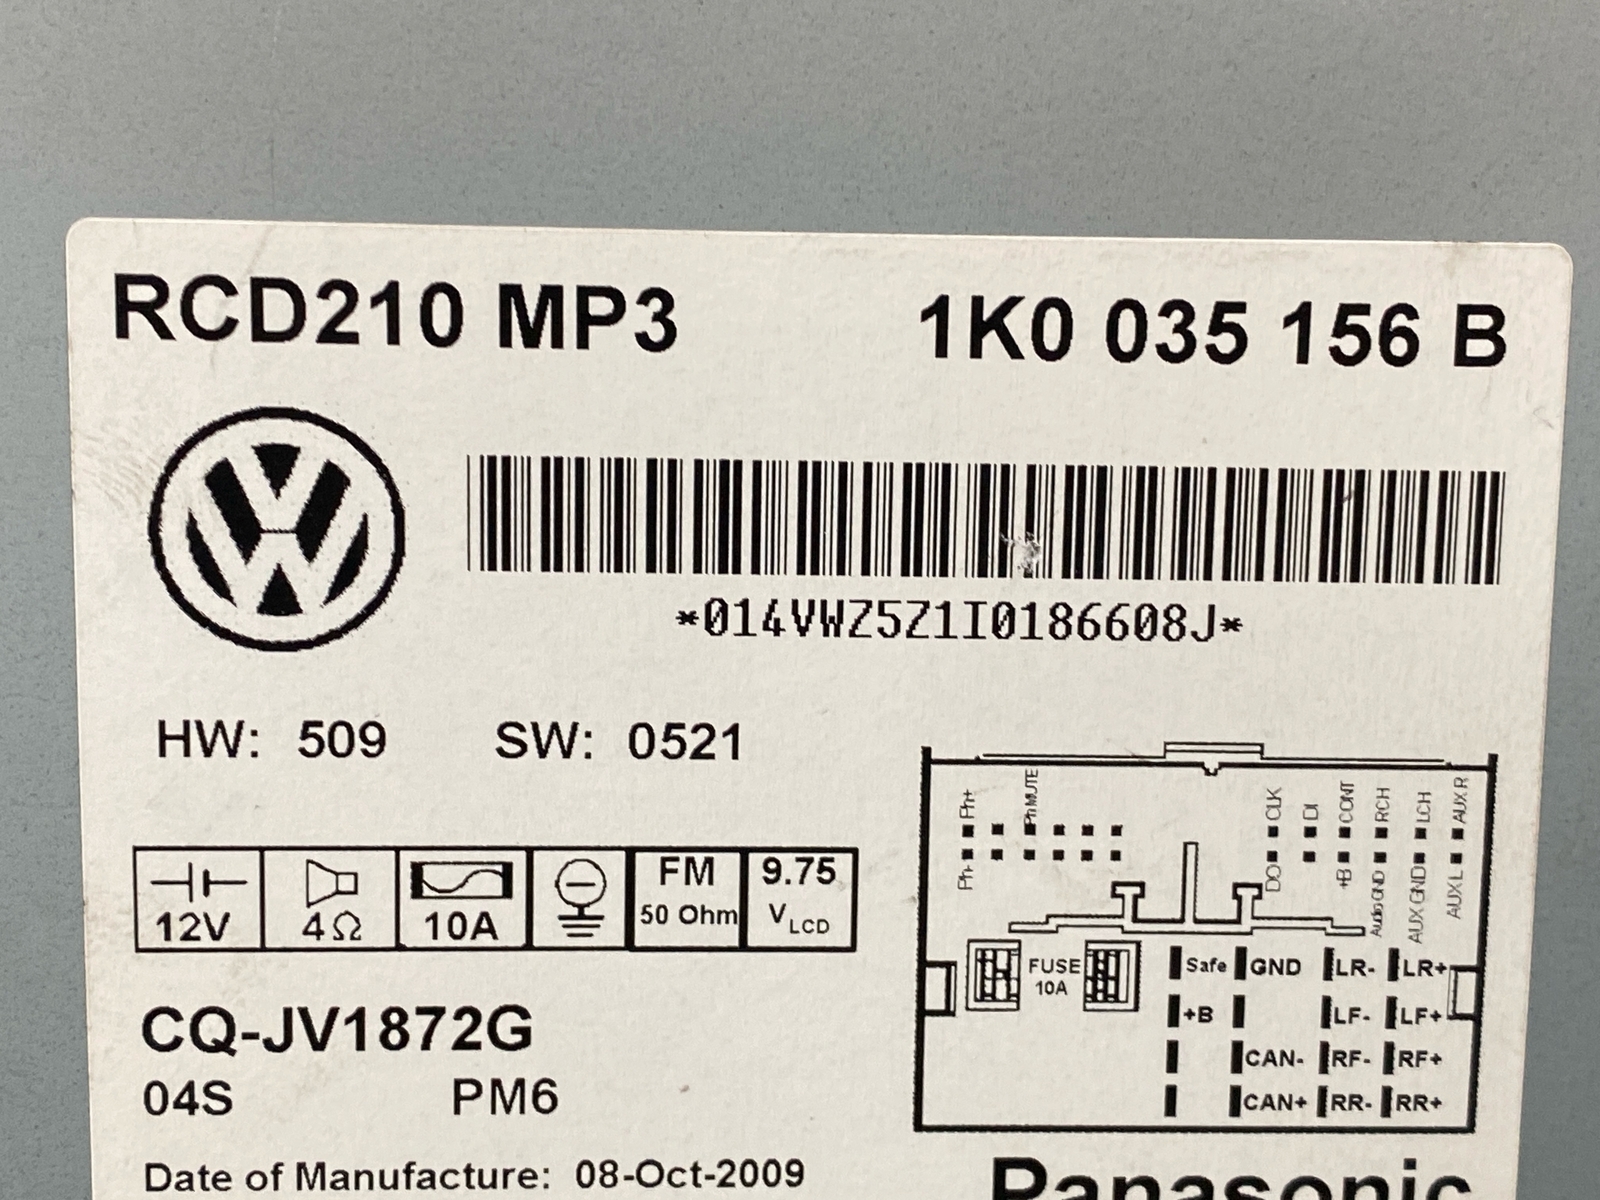 RCD210 MP3 1K0 035 156 B
*014VWZ5Z1I0186608J*
HW: 509 SW: 0521
12V 4Ω 10A FM 50 Ohm 9.75 VLCD
CQ-JV1872G
04S PM6
Date of Manufacture: 08-Oct-2009
Ph+ Ph MUTE CLK DI CONT RCH LCH AUX R
Ph- DO +B Audio GND AUX GND AUX L
FUSE 10A
Safe GND LR- LR+
+B LF- LF+
CAN- RF- RF+
CAN+ RR- RR+
Panasonic